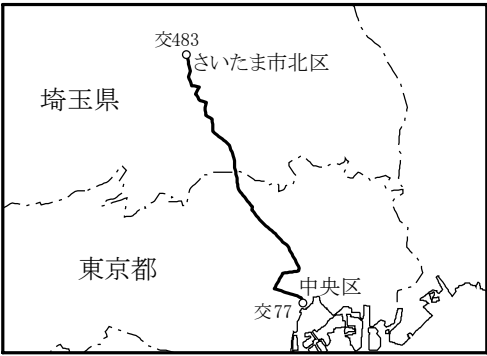 交483
さいたま市北区
埼玉県
東京都
中央区
交77